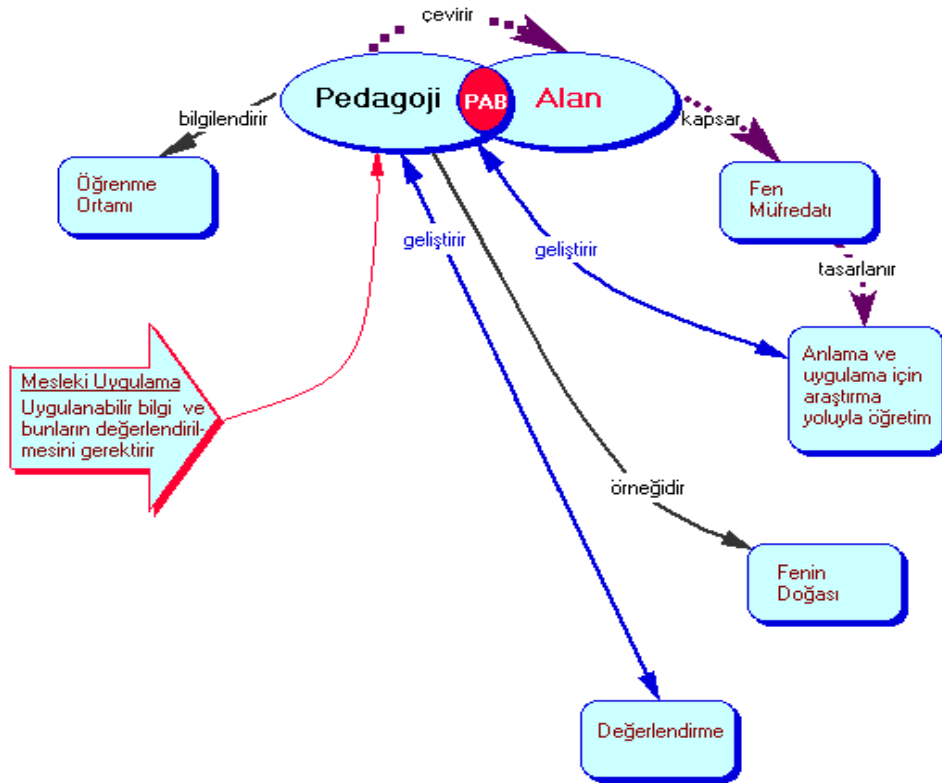 çevirir
Pedagoji
PAB
Alan
bilgilendirir
kapsar
Öğrenme
Ortamı
Fen
Müfredatı
geliştirir
geliştirir
tasarlanır
Mesleki Uygulama
Uygulanabilir bilgi ve
bunların değerlendiril-
mesini gerektirir
Anlama ve
uygulama için
araştırma
yoluyla öğretim
örneğidir
Fenin
Doğası
Değerlendirme